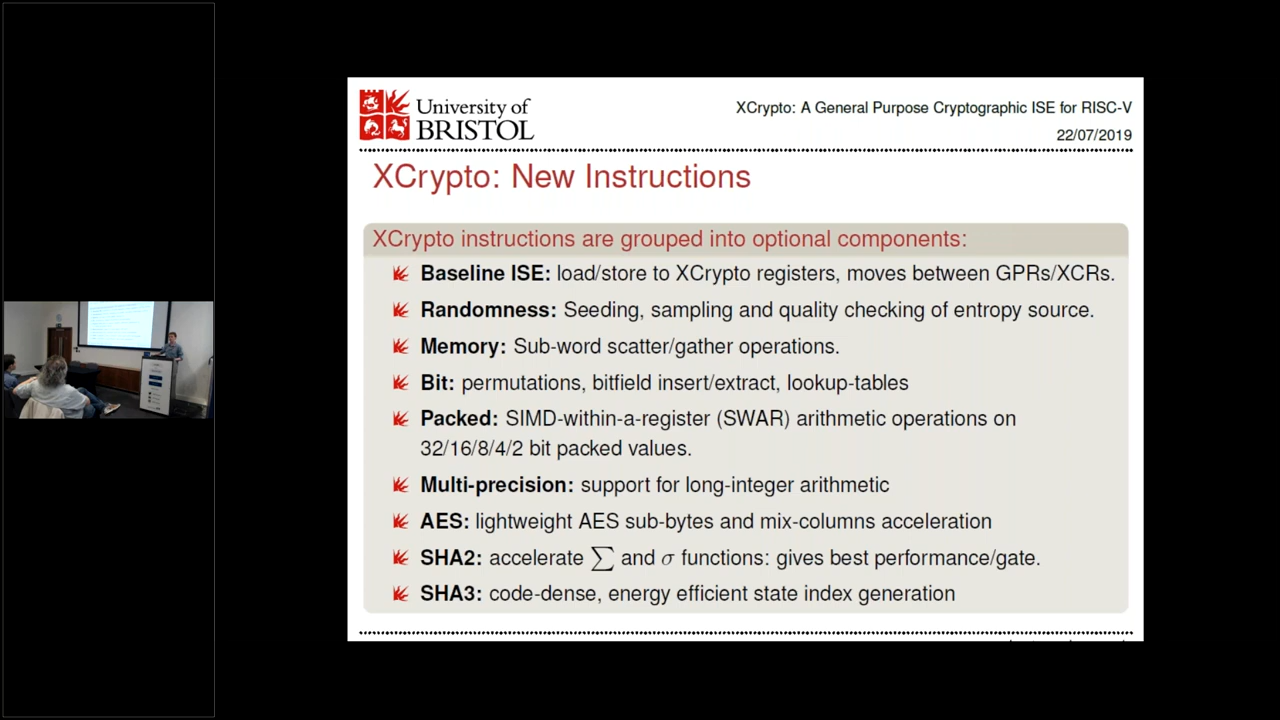 University of
BRISTOL
XCrypto: A General Purpose Cryptographic ISE for RISC-V
22/07/2019
XCrypto: New Instructions
XCrypto instructions are grouped into optional components:
Baseline ISE: load/store to XCrypto registers, moves between GPRs/XCRs.
Randomness: Seeding, sampling and quality checking of entropy source.
Memory: Sub-word scatter/gather operations.
Bit: permutations, bitfield insert/extract, lookup-tables
Packed: SIMD-within-a-register (SWAR) arithmetic operations on
32/16/8/4/2 bit packed values.
Multi-precision: support for long-integer arithmetic
AES: lightweight AES sub-bytes and mix-columns acceleration
SHA2: accelerate ∑ and σ functions: gives best performance/gate.
SHA3: code-dense, energy efficient state index generation